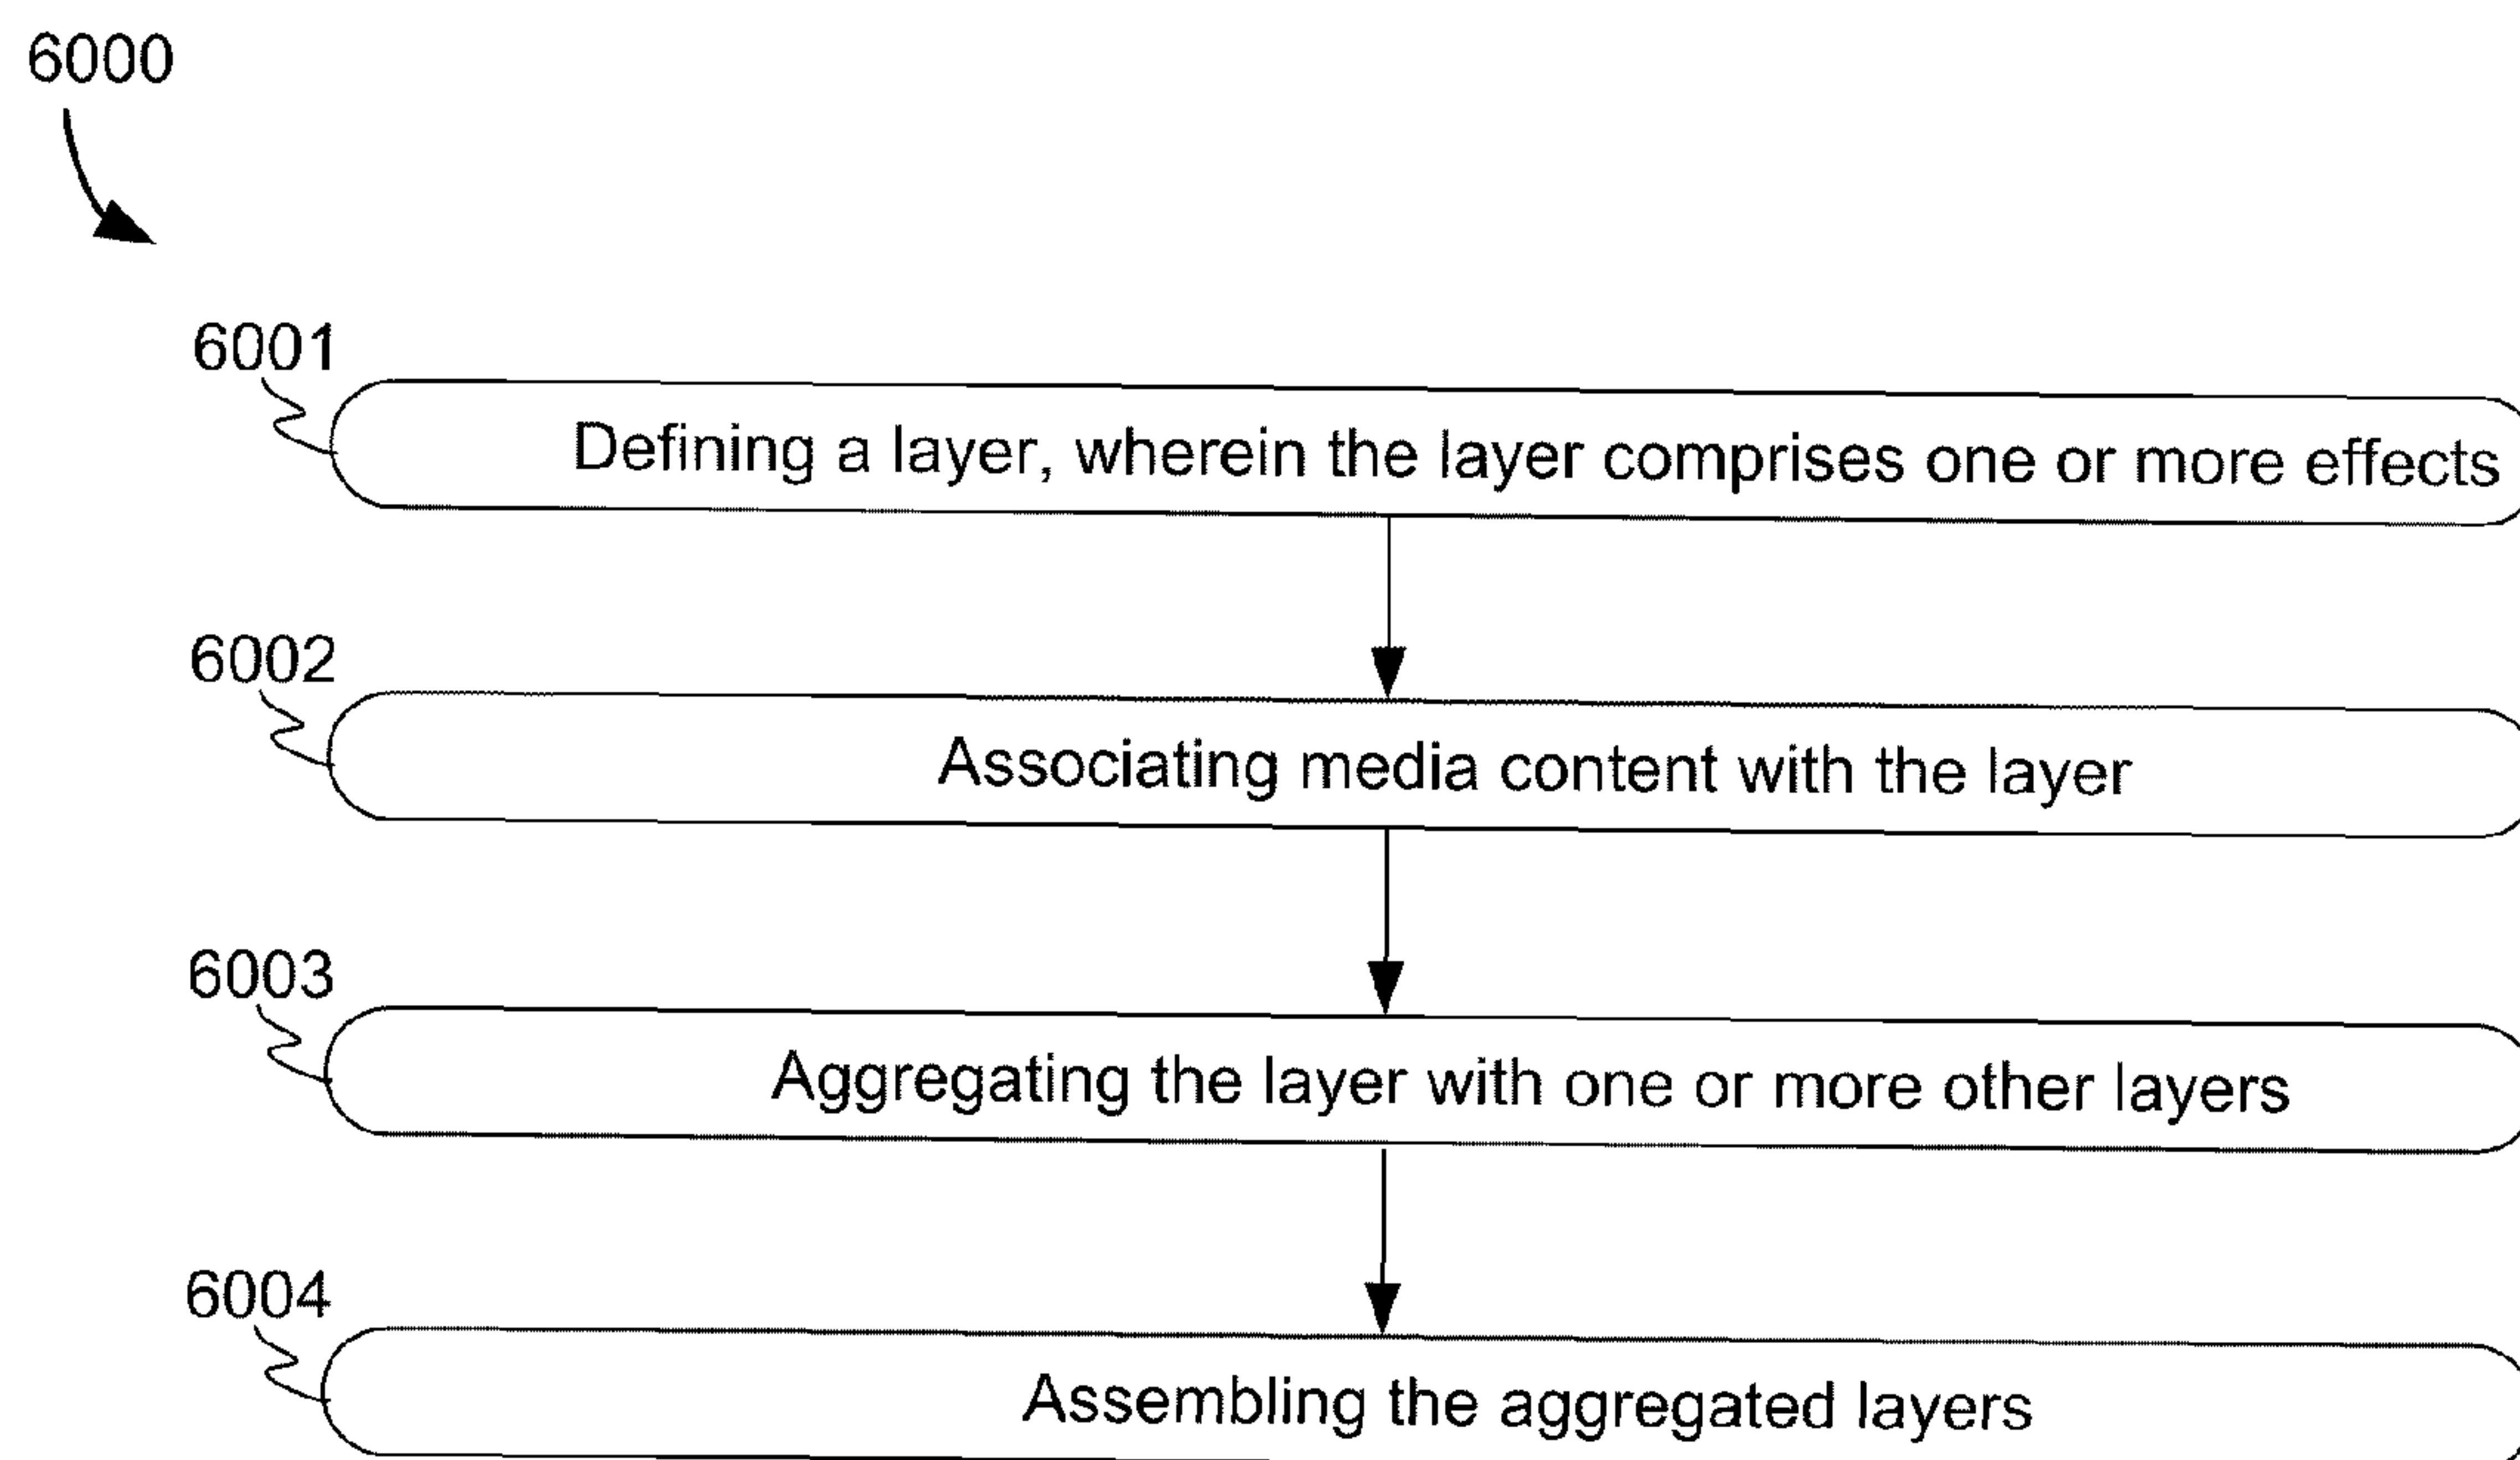 6000
6001
Defining a layer, wherein the layer comprises one or more effects
6002
Associating media content with the layer
6003
Aggregating the layer with one or more other layers
6004
Assembling the aggregated layers